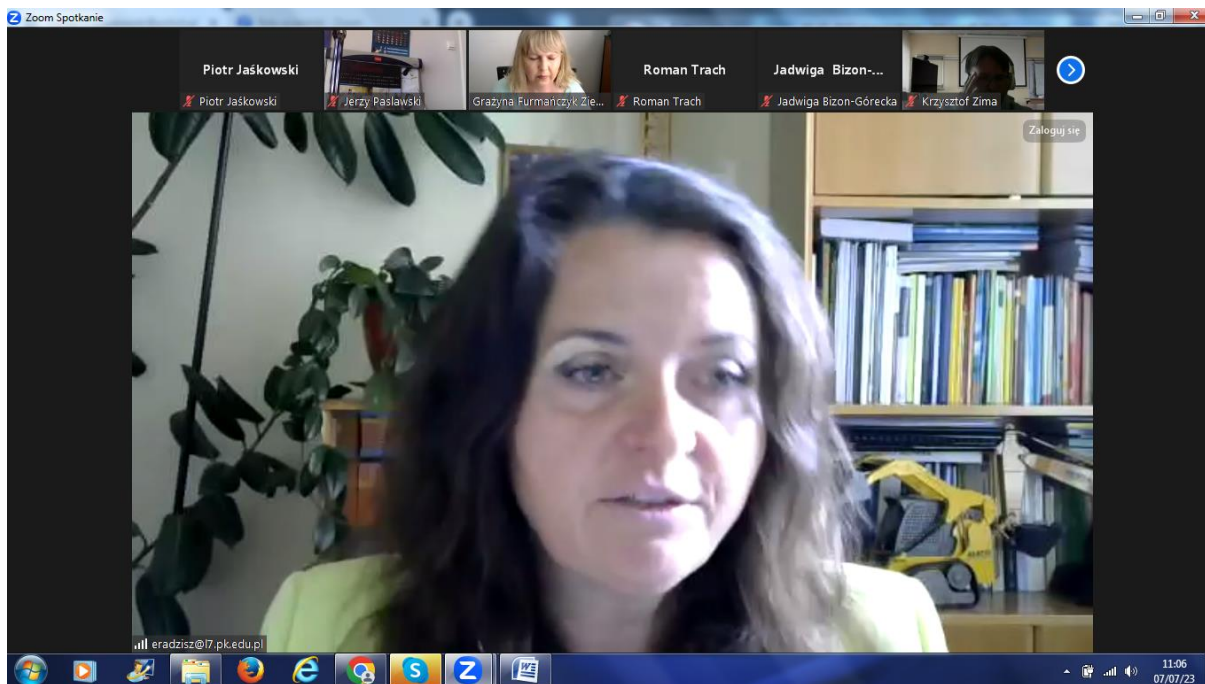 Zoom Spotkanie
Piotr Jaśkowski
Roman Trach
Jadwiga Bizon-...
Piotr Jaśkowski
Jerzy Pasławski
Grażyna Furmańczyk Zie...
Roman Trach
Jadwiga Bizon-Górecka
Krzysztof Zima
Zaloguj się
eradzisz@l7.pk.edu.pl
11:06
07/07/23